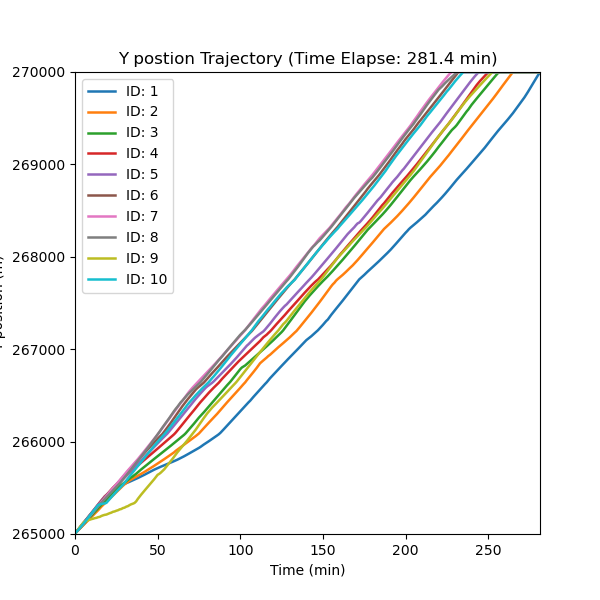 Y postion Trajectory (Time Elapse: 281.4 min)
270000
269000
268000
267000
266000
265000
ID: 1
ID: 2
ID: 3
ID: 4
ID: 5
ID: 6
ID: 7
ID: 8
ID: 9
ID: 10
0 50 100 150 200 250
Time (min)